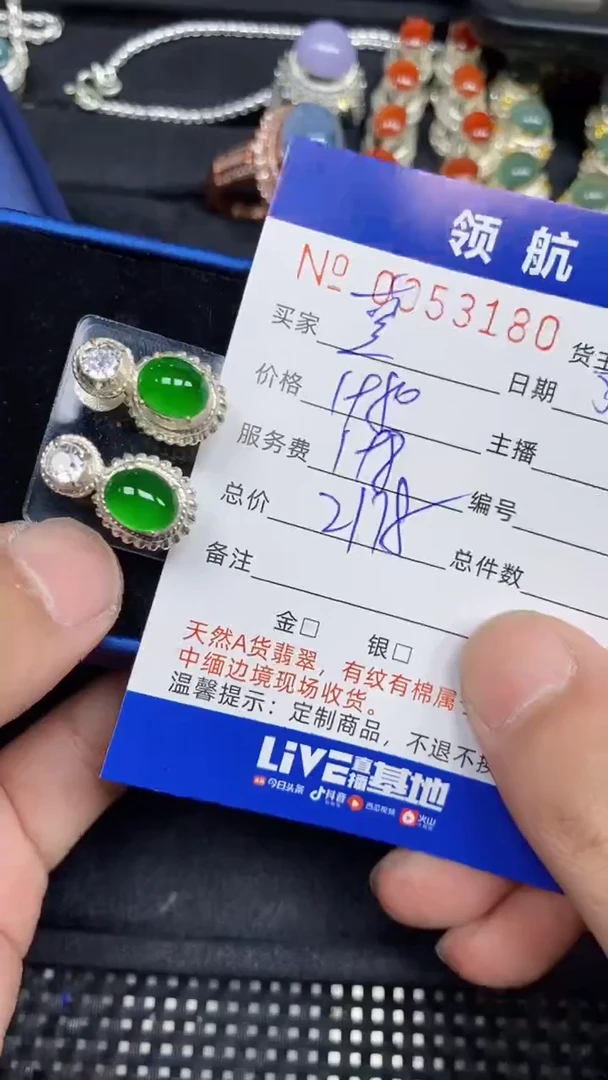 领航
№ 0053180
货主
买家
日期
价格 1980
主播
服务费 198
编号
总价 2178
总件数
备注
金□ 银□
天然A货翡翠，有纹有棉属
中缅边境现场收货。
温馨提示：定制商品，不退不换
LiVE直播基地
今日头条 抖音 西瓜视频 火山